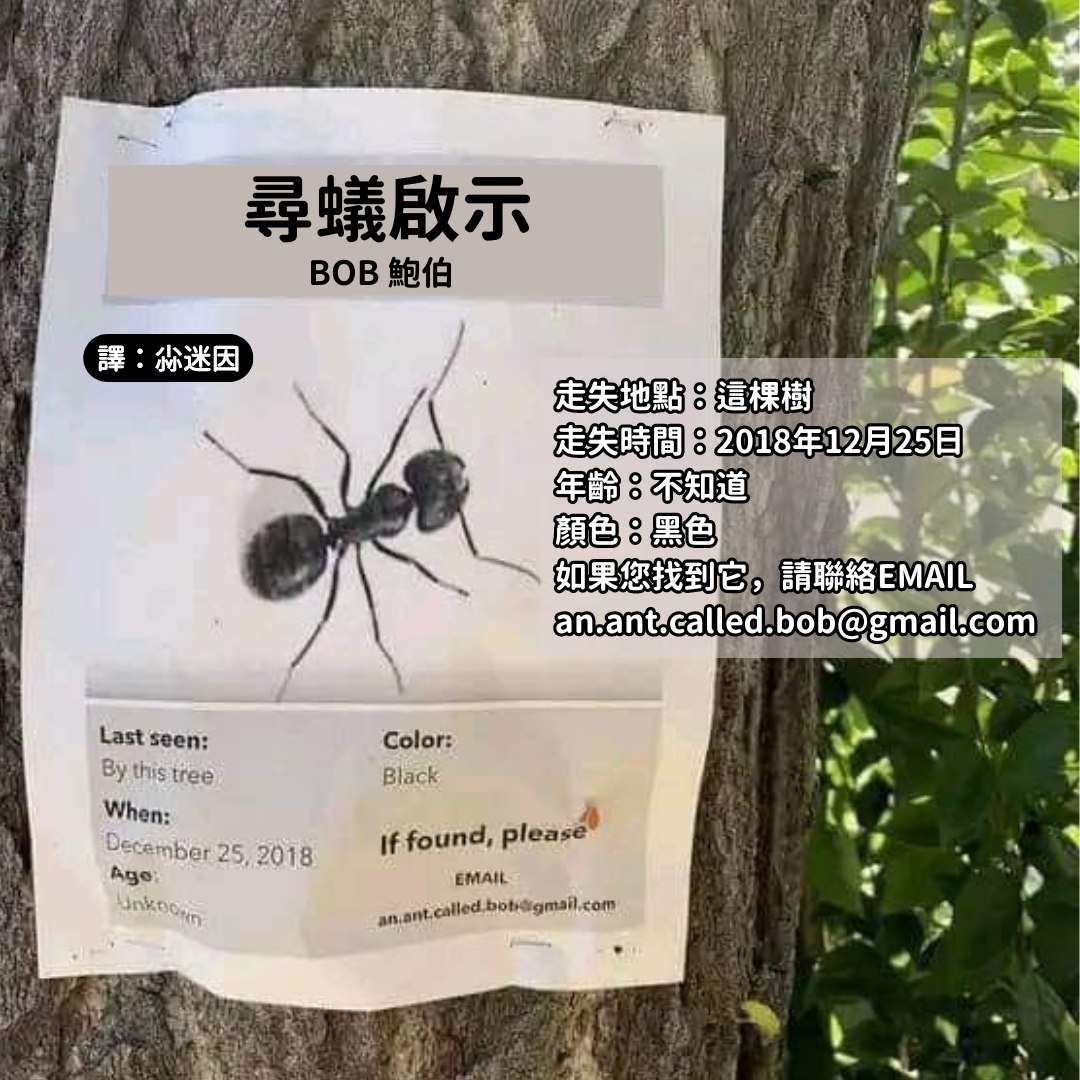 尋蟻啟示
BOB 鮑伯
譯：尛迷因
走失地點：這棵樹
走失時間：2018年12月25日
年齡：不知道
顏色：黑色
如果您找到它，請聯絡EMAIL
an.ant.called.bob@gmail.com
Last seen:
By this tree
When:
December 25, 2018
Age:
Unknown
Color:
Black
If found, please
EMAIL
an.ant.called.bob@gmail.com